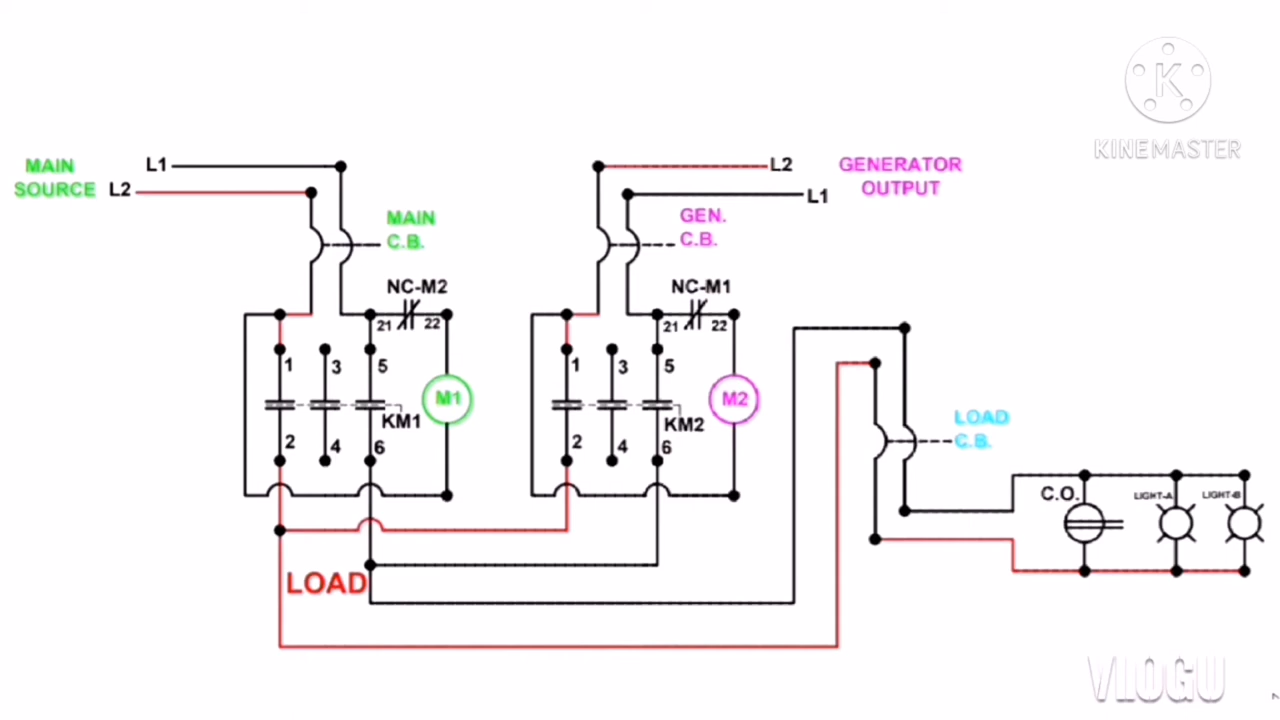 KINEMASTER
MAIN
SOURCE
L1
L2
L2
L1
GENERATOR
OUTPUT
MAIN
C.B.
GEN.
C.B.
NC-M2
21 22
NC-M1
21 22
1 3 5
M1
KM1
2 4 6
1 3 5
M2
KM2
2 4 6
LOAD
C.B.
C.O.
LIGHT-A
LIGHT-B
LOAD
VLOGU